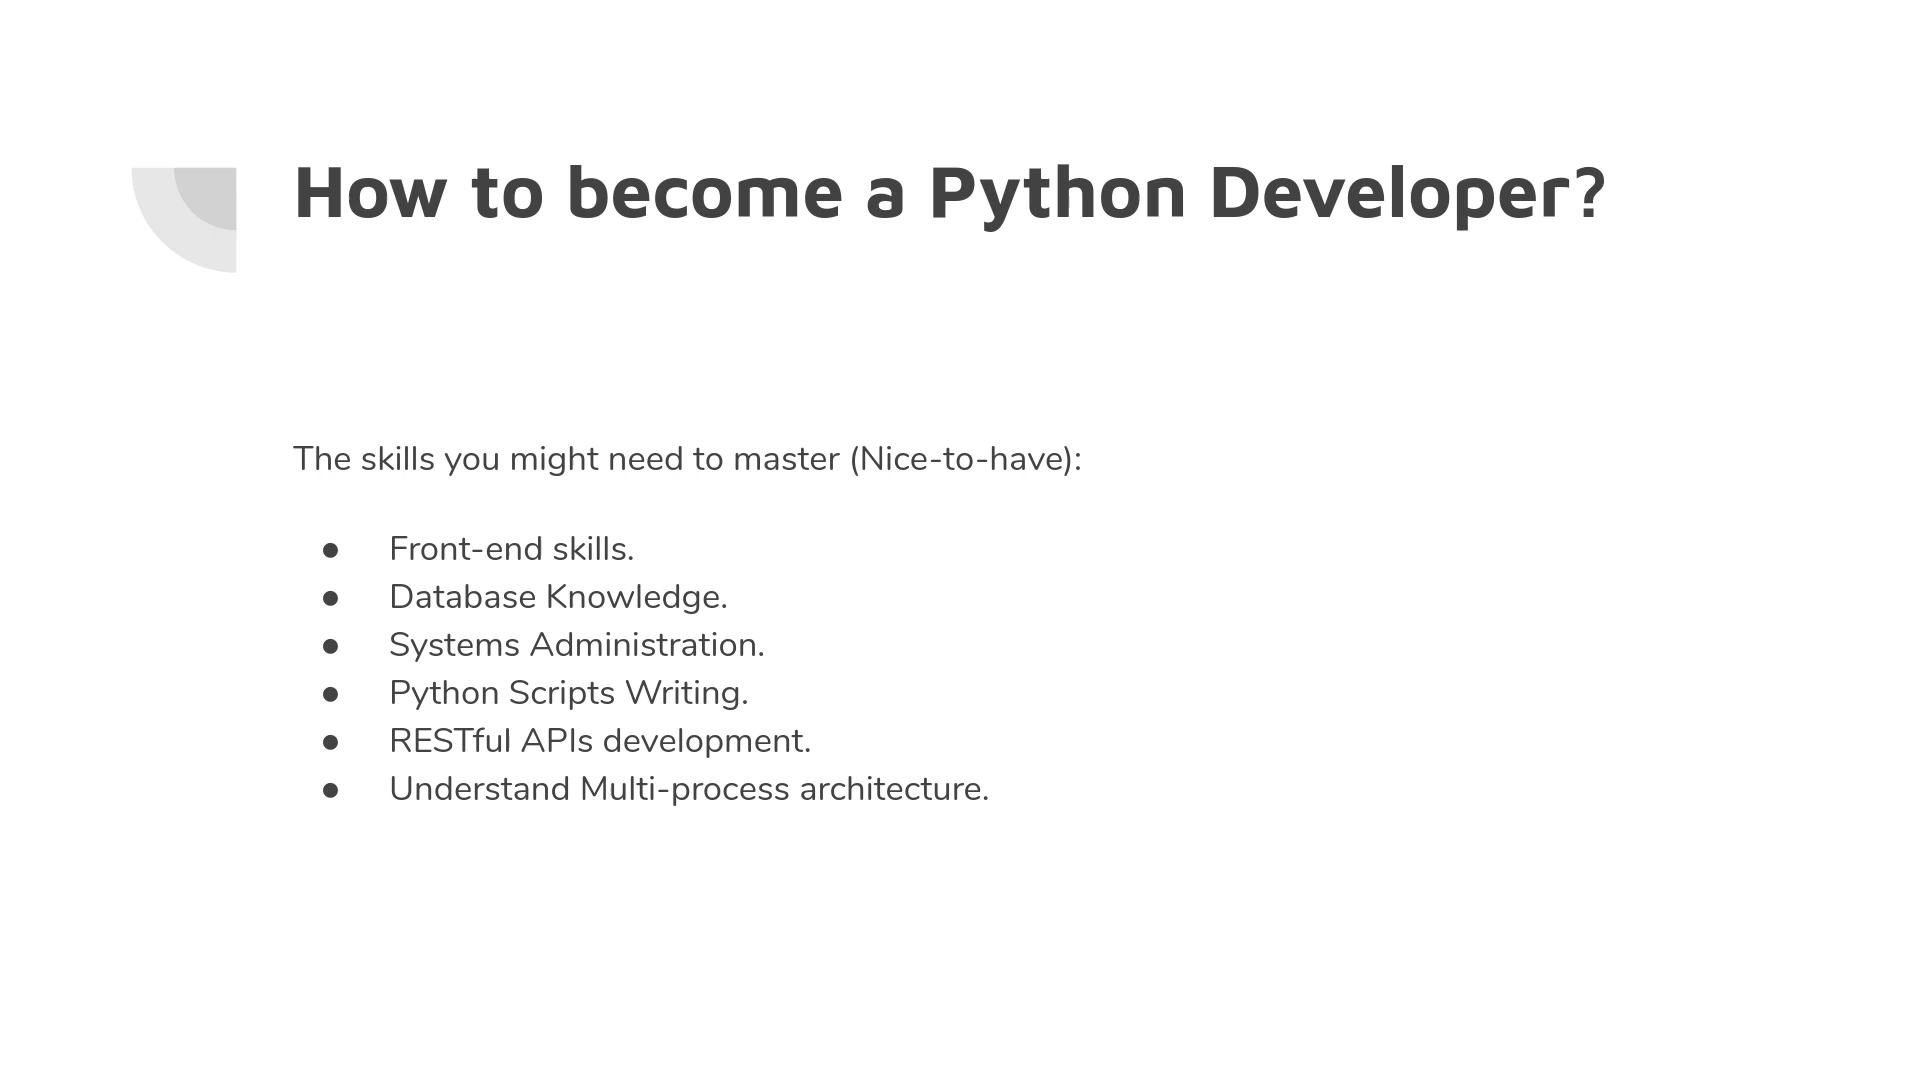 How to become a Python Developer?
The skills you might need to master (Nice-to-have):
● Front-end skills.
● Database Knowledge.
● Systems Administration.
● Python Scripts Writing.
● RESTful APIs development.
● Understand Multi-process architecture.